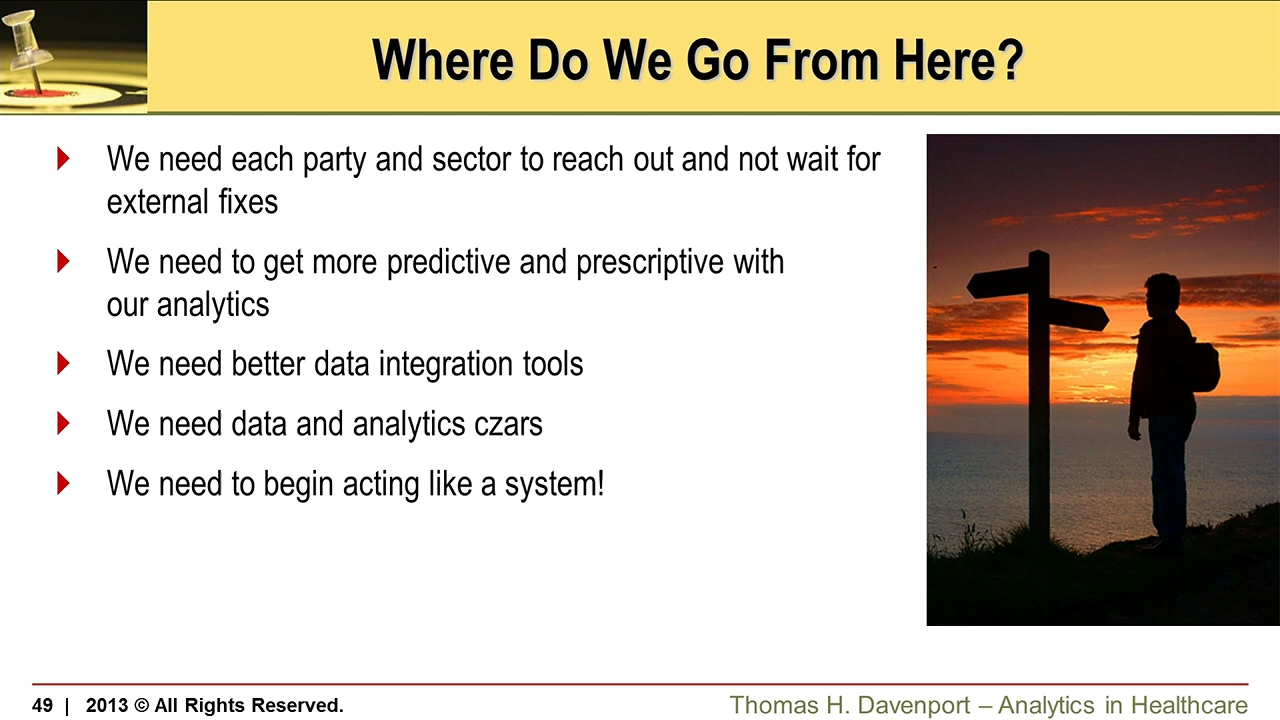 Where Do We Go From Here?
We need each party and sector to reach out and not wait for
external fixes
We need to get more predictive and prescriptive with
our analytics
We need better data integration tools
We need data and analytics czars
We need to begin acting like a system!
49 | 2013 © All Rights Reserved.
Thomas H. Davenport – Analytics in Healthcare